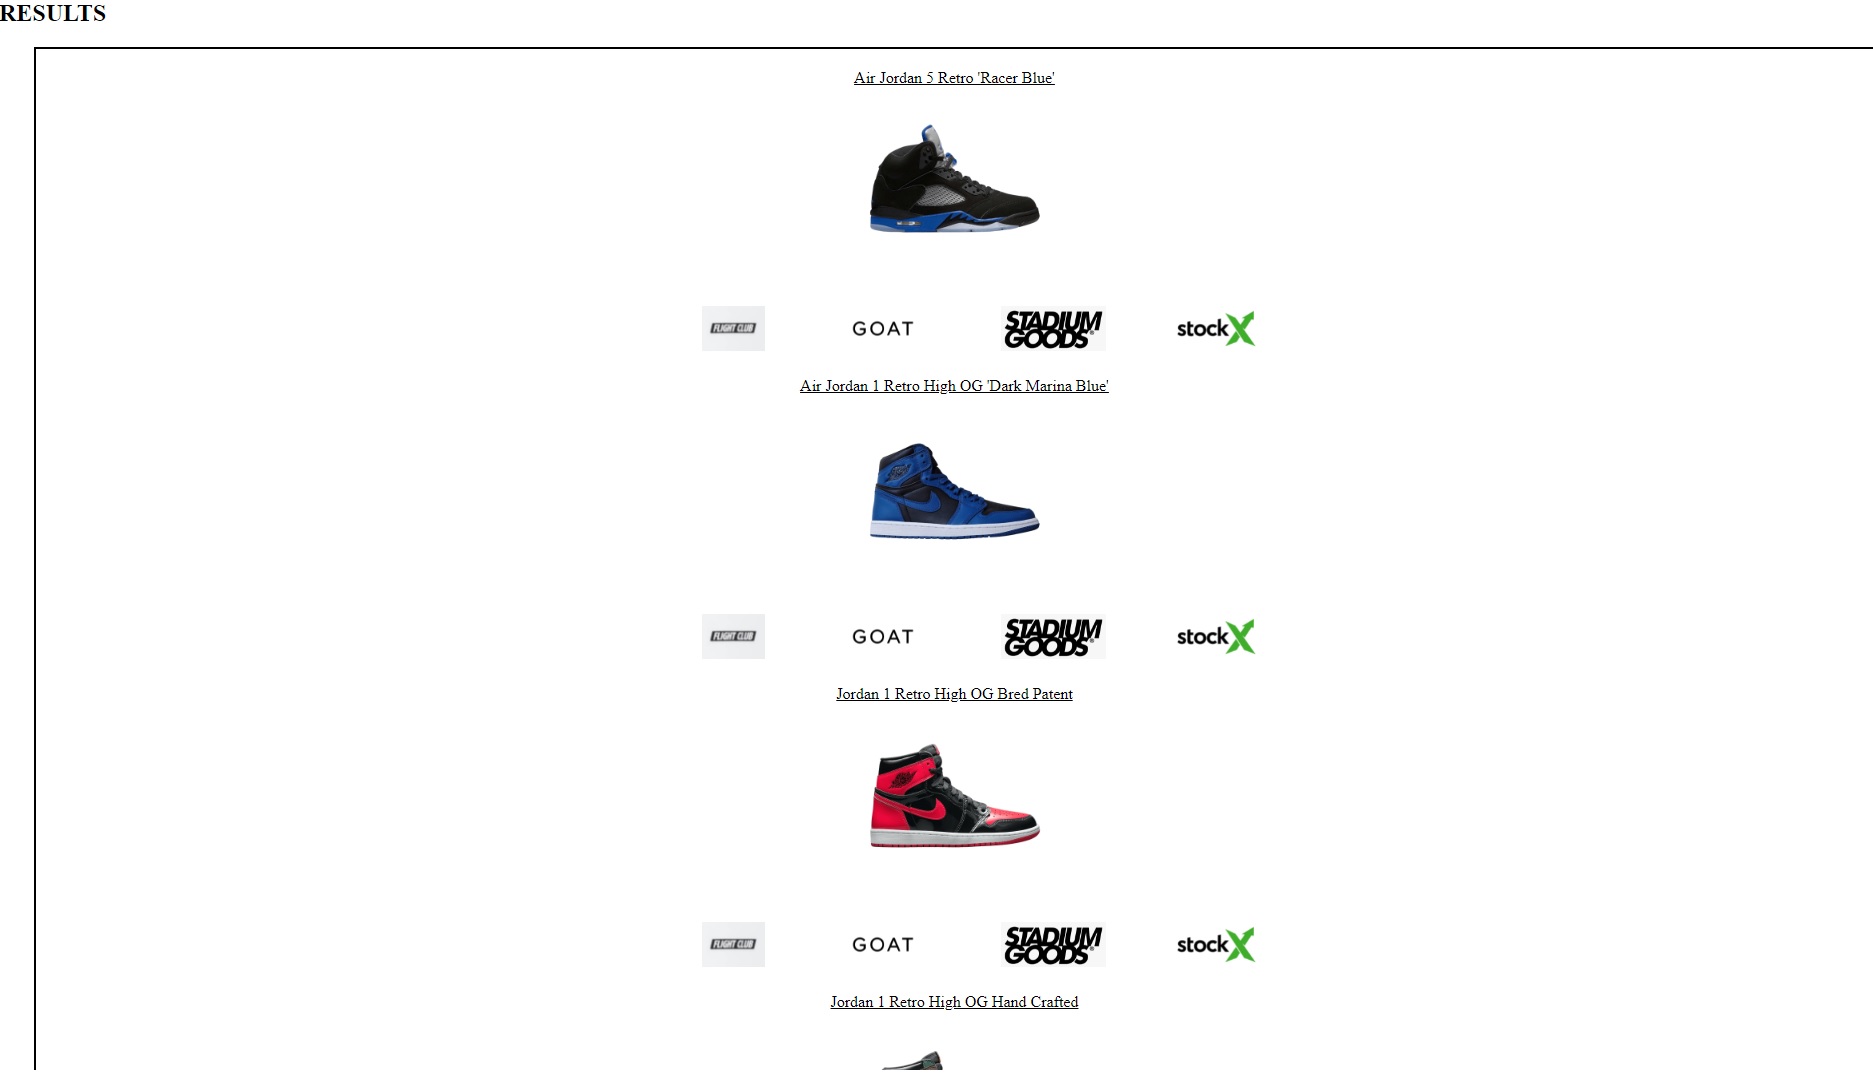 RESULTS
Air Jordan 5 Retro 'Racer Blue'
FLIGHT CLUB GOAT STADIUM GOODS® stockX
Air Jordan 1 Retro High OG 'Dark Marina Blue'
FLIGHT CLUB GOAT STADIUM GOODS® stockX
Jordan 1 Retro High OG Bred Patent
FLIGHT CLUB GOAT STADIUM GOODS® stockX
Jordan 1 Retro High OG Hand Crafted